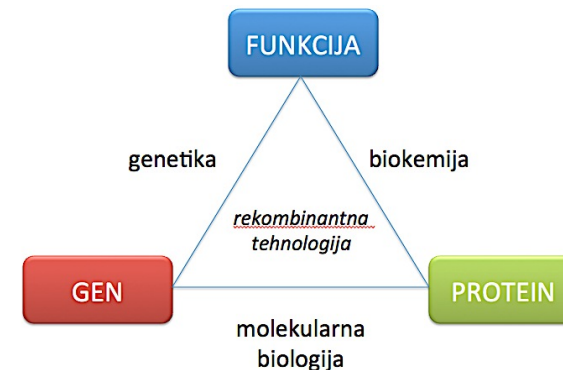 FUNKCIJA
genetika
biokemija
rekombinantna
tehnologija
GEN
PROTEIN
molekularna
biologija